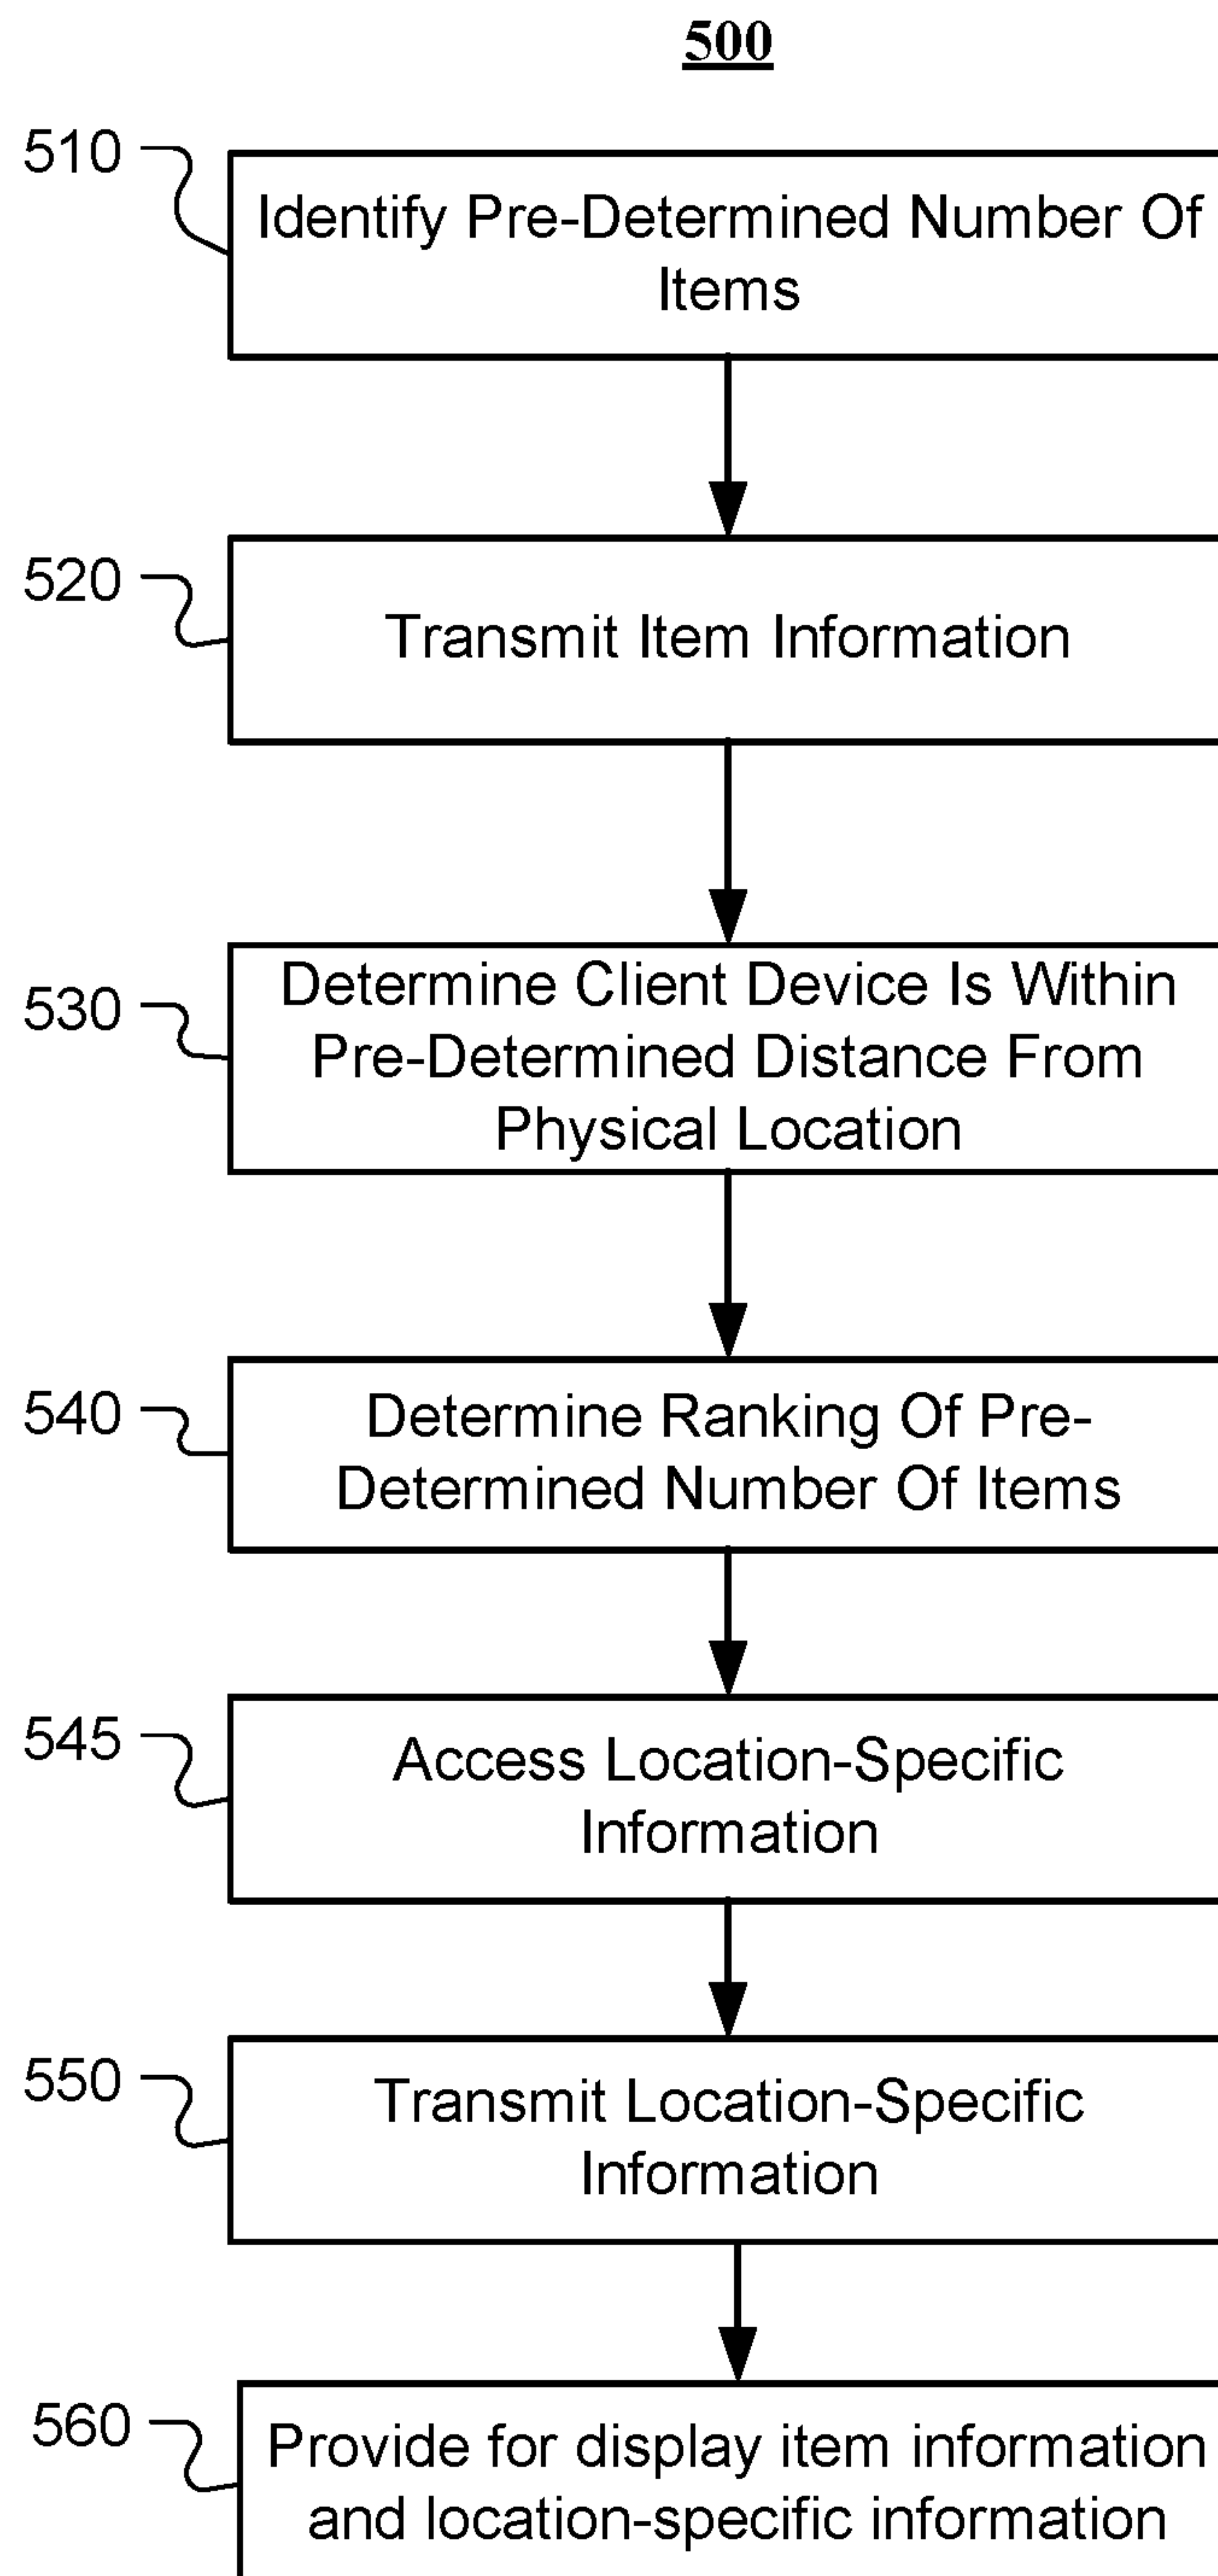 500
510
Identify Pre-Determined Number Of
Items
520
Transmit Item Information
530
Determine Client Device Is Within
Pre-Determined Distance From
Physical Location
540
Determine Ranking Of Pre-
Determined Number Of Items
545
Access Location-Specific
Information
550
Transmit Location-Specific
Information
560
Provide for display item information
and location-specific information